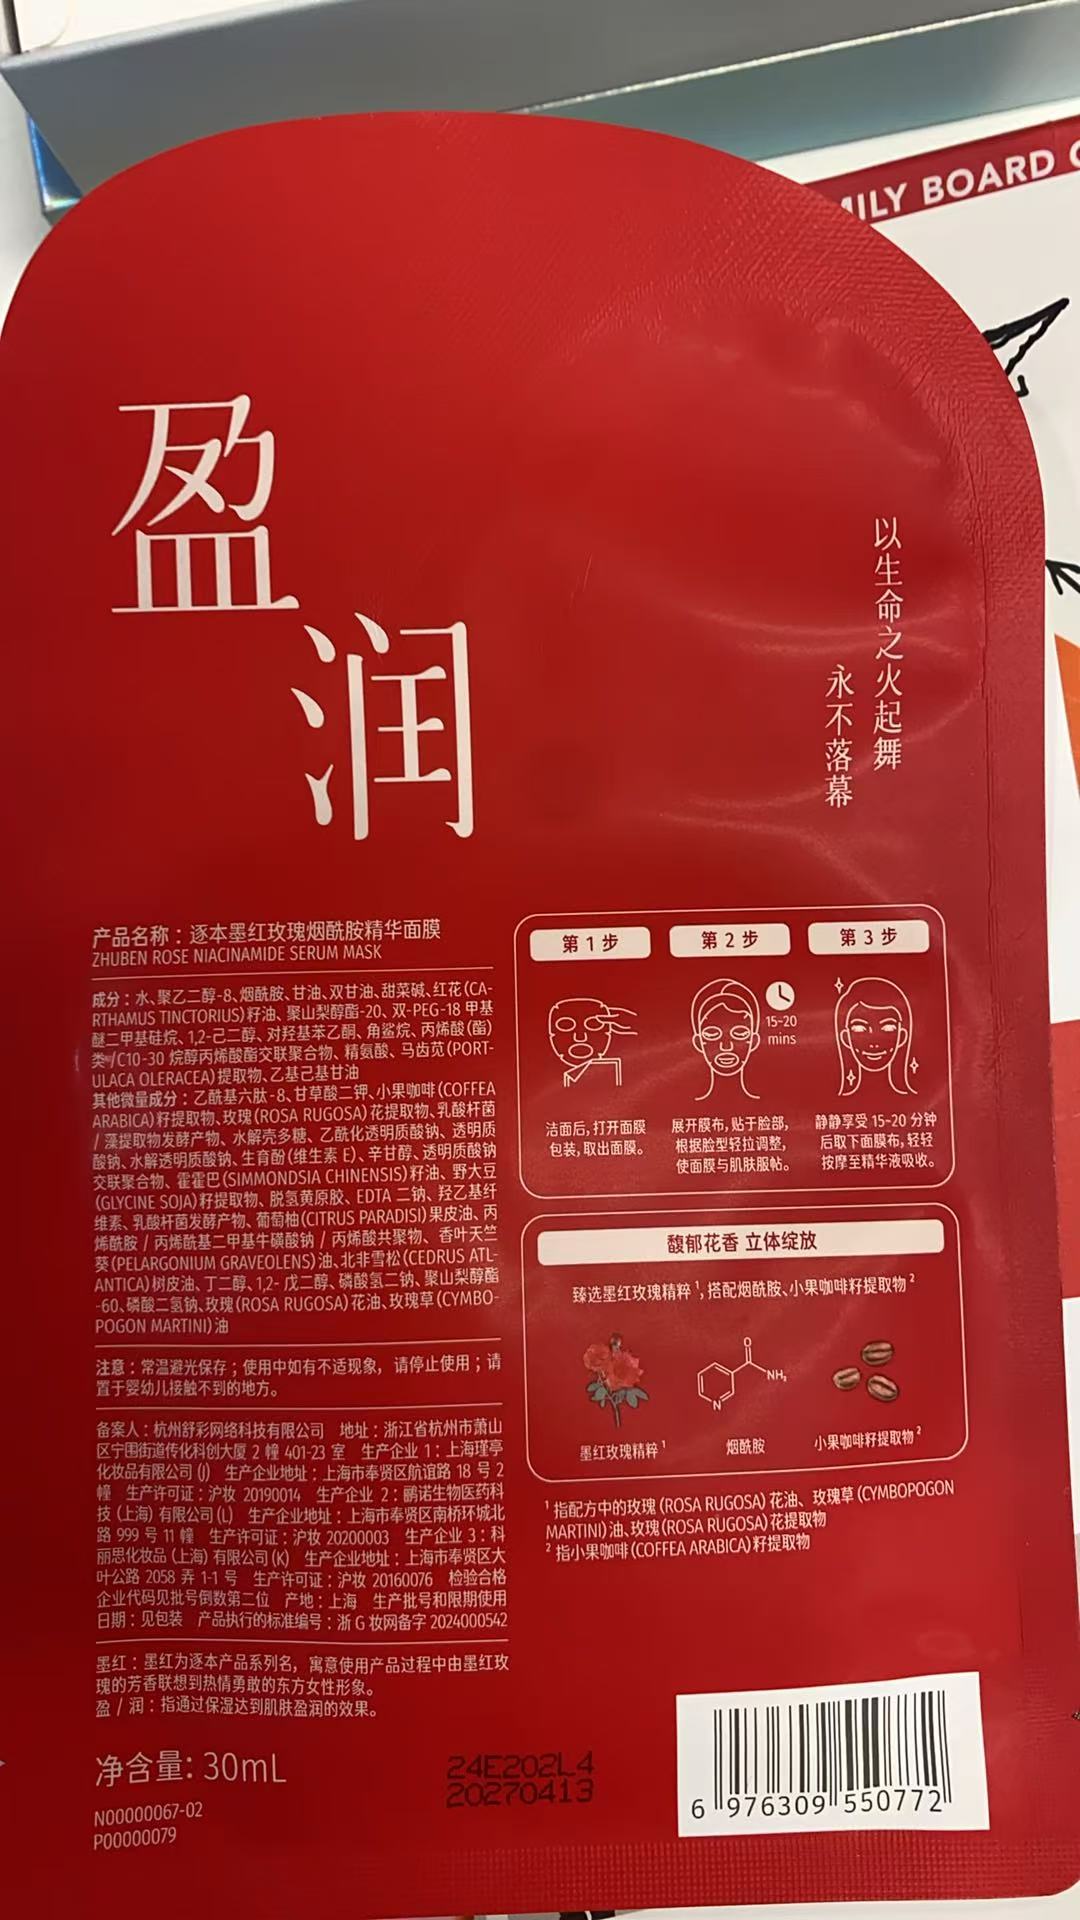 MILY BOARD G
盈
润
以生命之火起舞
永不落幕
产品名称：逐本墨红玫瑰烟酰胺精华面膜
ZHUBEN ROSE NIACINAMIDE SERUM MASK
成分：水、聚乙二醇-8、烟酰胺、甘油、双甘油、甜菜碱、红花(CA-
RTHAMUS TINCTORIUS)籽油、聚山梨醇酯-20、双-PEG-18 甲基
醚二甲基硅烷、1,2-己二醇、对羟基苯乙酮、角鲨烷、丙烯酸(酯)
类/C10-30 烷醇丙烯酸酯交联聚合物、精氨酸、马齿苋(PORT-
ULACA OLERACEA)提取物、乙基己基甘油
其他微量成分：乙酰基六肽-8、甘草酸二钾、小果咖啡(COFFEA
ARABICA)籽提取物、玫瑰(ROSA RUGOSA)花提取物、乳酸杆菌
/ 藻提取物发酵产物、水解壳多糖、乙酰化透明质酸钠、透明质
酸钠、水解透明质酸钠、生育酚(维生素 E)、辛甘醇、透明质酸钠
交联聚合物、霍霍巴(SIMMONDSIA CHINENSIS)籽油、野大豆
(GLYCINE SOJA)籽提取物、脱氢黄原胶、EDTA 二钠、羟乙基纤
维素、乳酸杆菌发酵产物、葡萄柚(CITRUS PARADISI)果皮油、丙
烯酰胺 / 丙烯酰基二甲基牛磺酸钠 / 丙烯酸共聚物、香叶天竺
葵(PELARGONIUM GRAVEOLENS)油、北非雪松(CEDRUS ATL-
ANTICA)树皮油、丁二醇、1,2- 戊二醇、磷酸氢二钠、聚山梨醇酯
-60、磷酸二氢钠、玫瑰(ROSA RUGOSA)花油、玫瑰草(CYMBO-
POGON MARTINI)油
注意：常温避光保存；使用中如有不适现象，请停止使用；请
置于婴幼儿接触不到的地方。
备案人：杭州舒彩网络科技有限公司 地址：浙江省杭州市萧山
区宁围街道传化科创大厦 2 幢 401-23 室 生产企业 1：上海瑾亭
化妆品有限公司 (J) 生产企业地址：上海市奉贤区航谊路 18 号 2
幢 生产许可证：沪妆 20190014 生产企业 2：鹂诺生物医药科
技 (上海) 有限公司 (L) 生产企业地址：上海市奉贤区南桥环城北
路 999 号 11 幢 生产许可证：沪妆 20200003 生产企业 3：科
丽思化妆品 (上海) 有限公司 (K) 生产企业地址：上海市奉贤区大
叶公路 2058 弄 1-1 号 生产许可证：沪妆 20160076 检验合格
企业代码见批号倒数第二位 产地：上海 生产批号和限期使用
日期：见包装 产品执行的标准编号：浙 G 妆网备字 2024000542
墨红：墨红为逐本产品系列名，寓意使用产品过程中由墨红玫
瑰的芳香联想到热情勇敢的东方女性形象。
盈 / 润：指通过保湿达到肌肤盈润的效果。
净含量: 30mL
N00000067-02
P00000079
24E202L4
20270413
第 1 步
第 2 步
第 3 步
15-20
mins
洁面后，打开面膜
包装，取出面膜。
展开膜布，贴于脸部，
根据脸型轻拉调整，
使面膜与肌肤服帖。
静静享受 15-20 分钟
后取下面膜布，轻轻
按摩至精华液吸收。
馥郁花香 立体绽放
臻选墨红玫瑰精粹¹，搭配烟酰胺、小果咖啡籽提取物²
O
NH₂
N
墨红玫瑰精粹¹
烟酰胺
小果咖啡籽提取物²
¹ 指配方中的玫瑰 (ROSA RUGOSA) 花油、玫瑰草 (CYMBOPOGON
MARTINI) 油、玫瑰 (ROSA RUGOSA) 花提取物
² 指小果咖啡 (COFFEA ARABICA) 籽提取物
6 976309 550772